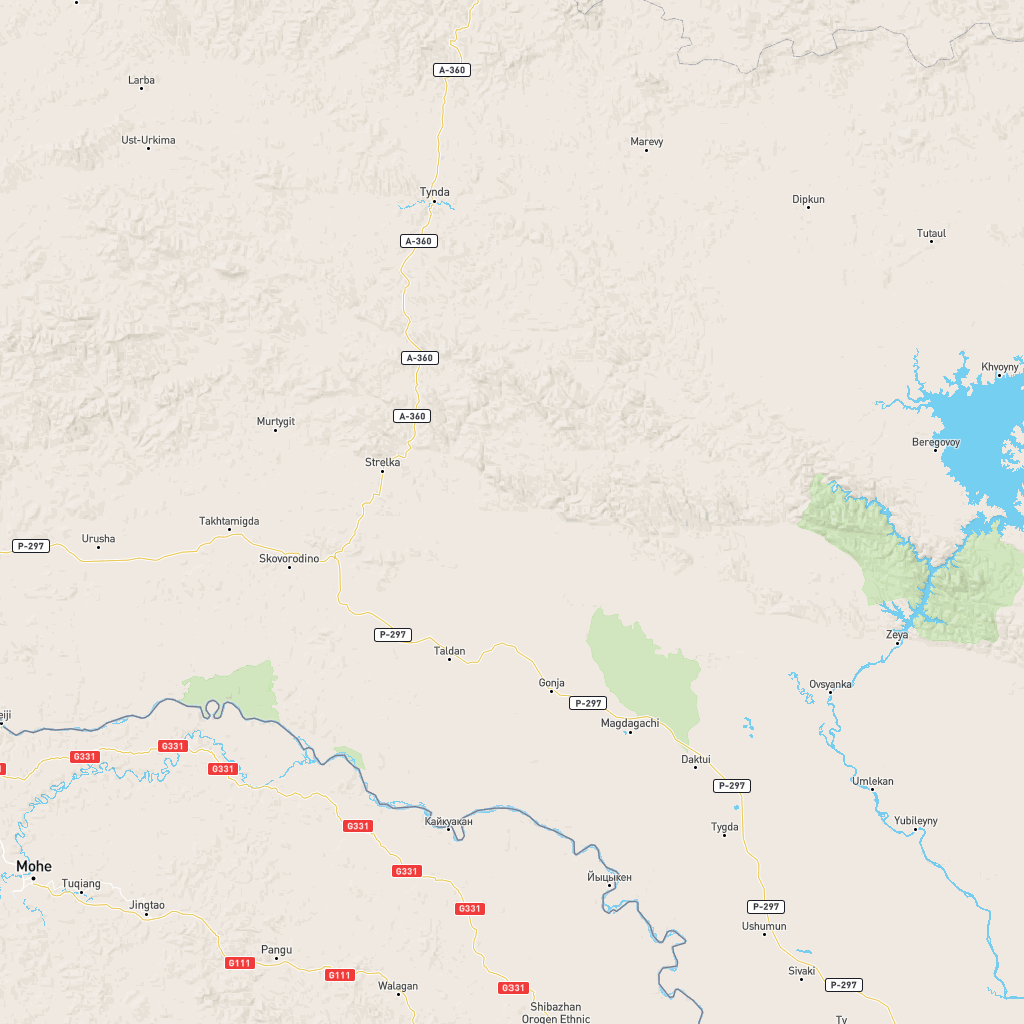 A-360
Larba
Ust-Urkima
Marevy
Tynda
Dipkun
Tutaul
A-360
A-360
Khvoyny
A-360
Murtygit
Beregovoy
Strelka
Takhtamigda
Urusha
P-297
Skovorodino
P-297
Zeya
Taldan
Gonja
Ovsyanka
P-297
eiji
Magdagachi
G331
G331
Daktui
G331
Umlekan
P-297
Кайкуакан
Yubileyny
G331
Tygda
Mohe
G331
Йыцыкен
Tuqiang
Jingtao
G331
P-297
Ushumun
Pangu
G111
G111
Sivaki
Walagan
G331
P-297
Shibazhan
Oroqen Ethnic
Ty